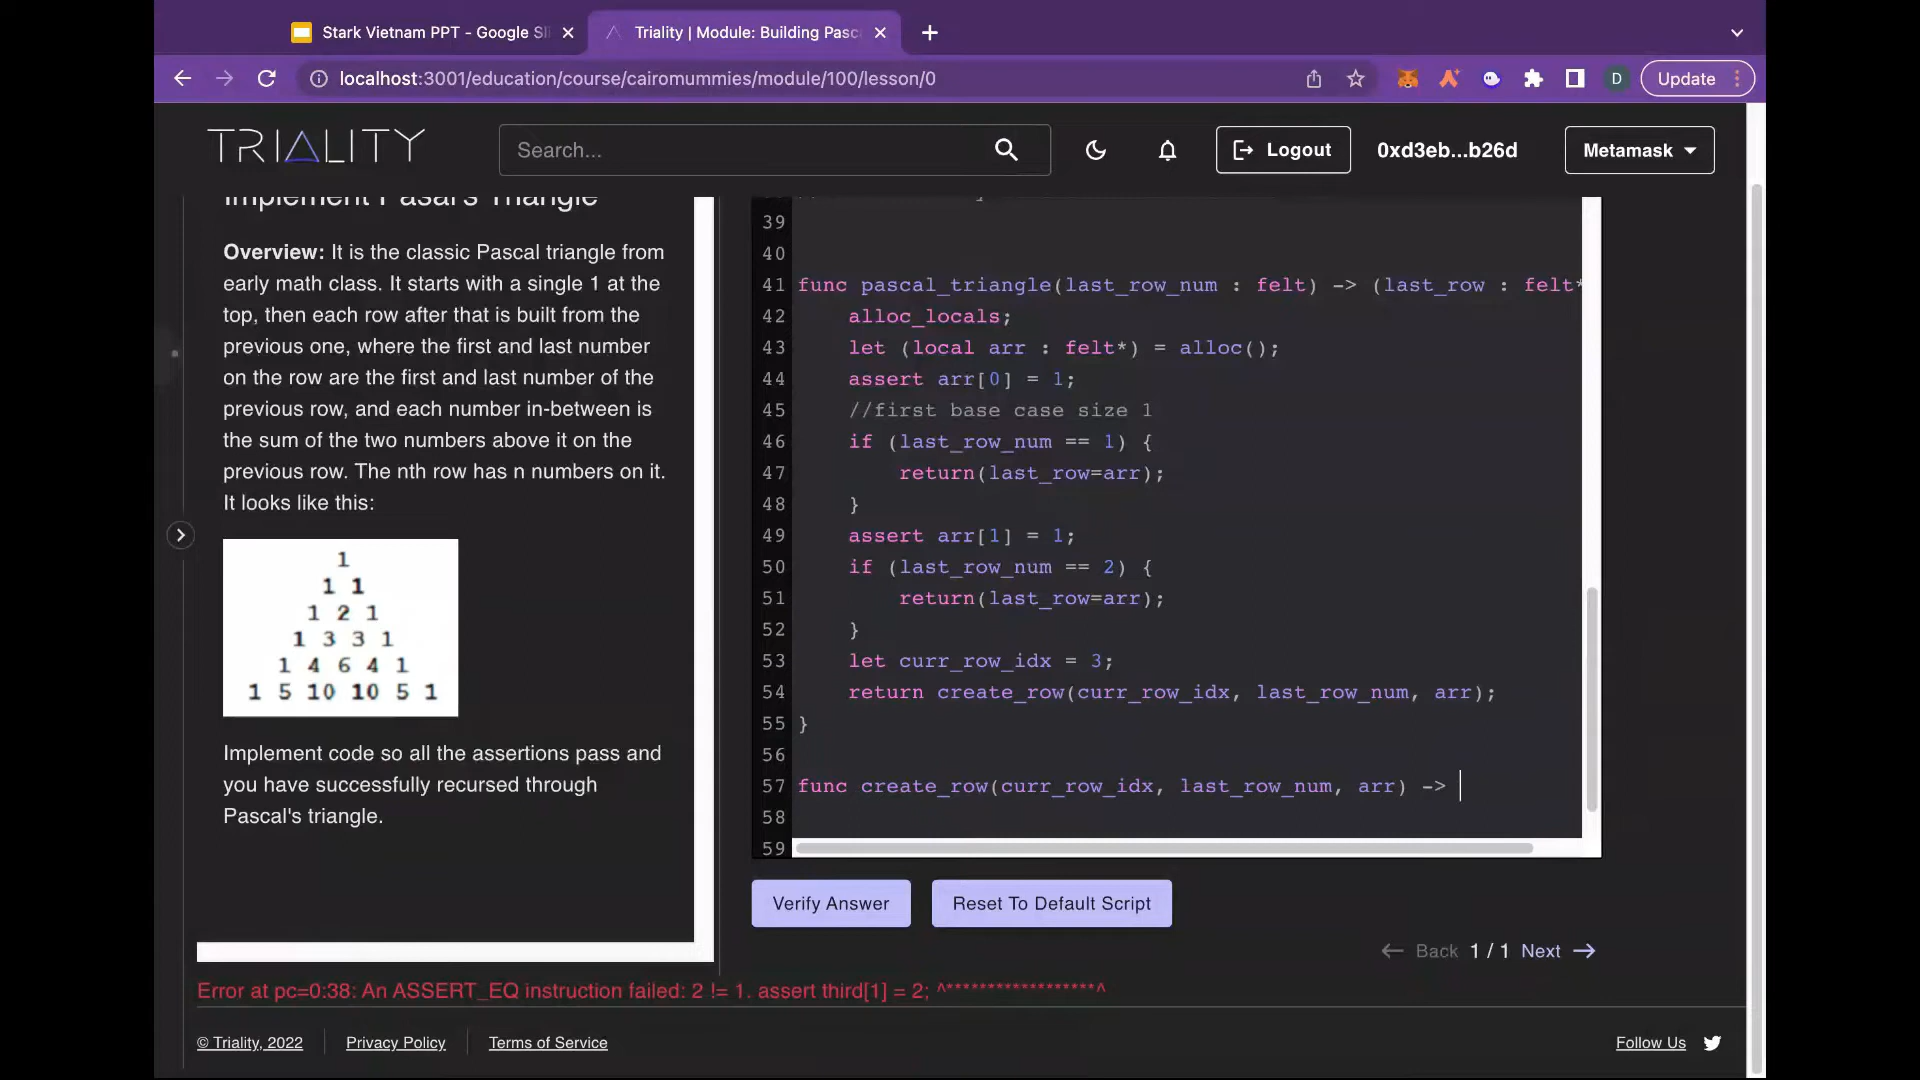 Stark Vietnam PPT - Google Sli
Triality | Module: Building Pasca
localhost:3001/education/course/cairomummies/module/100/lesson/0
D
Update
TRIALITY
Search...
Logout
0xd3eb...b26d
Metamask
Implement Pasal's Triangle
Overview: It is the classic Pascal triangle from
early math class. It starts with a single 1 at the
top, then each row after that is built from the
previous one, where the first and last number
on the row are the first and last number of the
previous row, and each number in-between is
the sum of the two numbers above it on the
previous row. The nth row has n numbers on it.
It looks like this:
1
1 1
1 2 1
1 3 3 1
1 4 6 4 1
1 5 10 10 5 1
Implement code so all the assertions pass and
you have successfully recursed through
Pascal's triangle.
39
40
41 func pascal_triangle(last_row_num : felt) -> (last_row : felt*
42 alloc_locals;
43 let (local arr : felt*) = alloc();
44 assert arr[0] = 1;
45 //first base case size 1
46 if (last_row_num == 1) {
47 return(last_row=arr);
48 }
49 assert arr[1] = 1;
50 if (last_row_num == 2) {
51 return(last_row=arr);
52 }
53 let curr_row_idx = 3;
54 return create_row(curr_row_idx, last_row_num, arr);
55 }
56
57 func create_row(curr_row_idx, last_row_num, arr) ->
58
59
Verify Answer
Reset To Default Script
Back 1 / 1 Next
Error at pc=0:38: An ASSERT_EQ instruction failed: 2 != 1. assert third[1] = 2; ^******************^
© Triality, 2022
Privacy Policy
Terms of Service
Follow Us